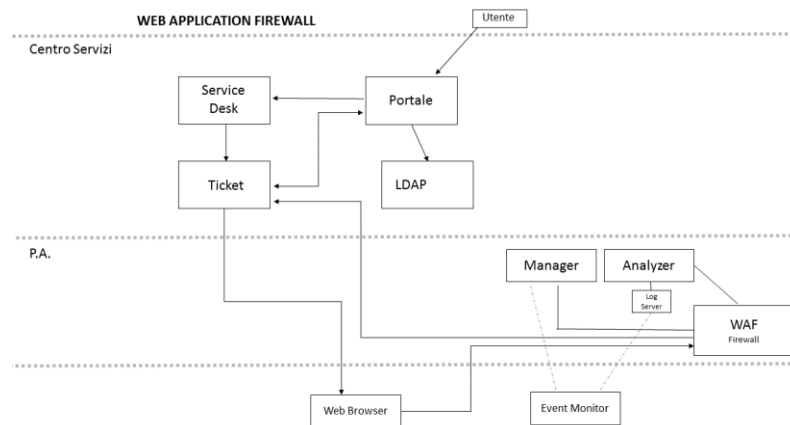 WEB APPLICATION FIREWALL
Utente
Centro Servizi
Service
Desk
Portale
Ticket
LDAP
P.A.
Manager
Analyzer
Log
Server
WAF
Firewall
Web Browser
Event Monitor